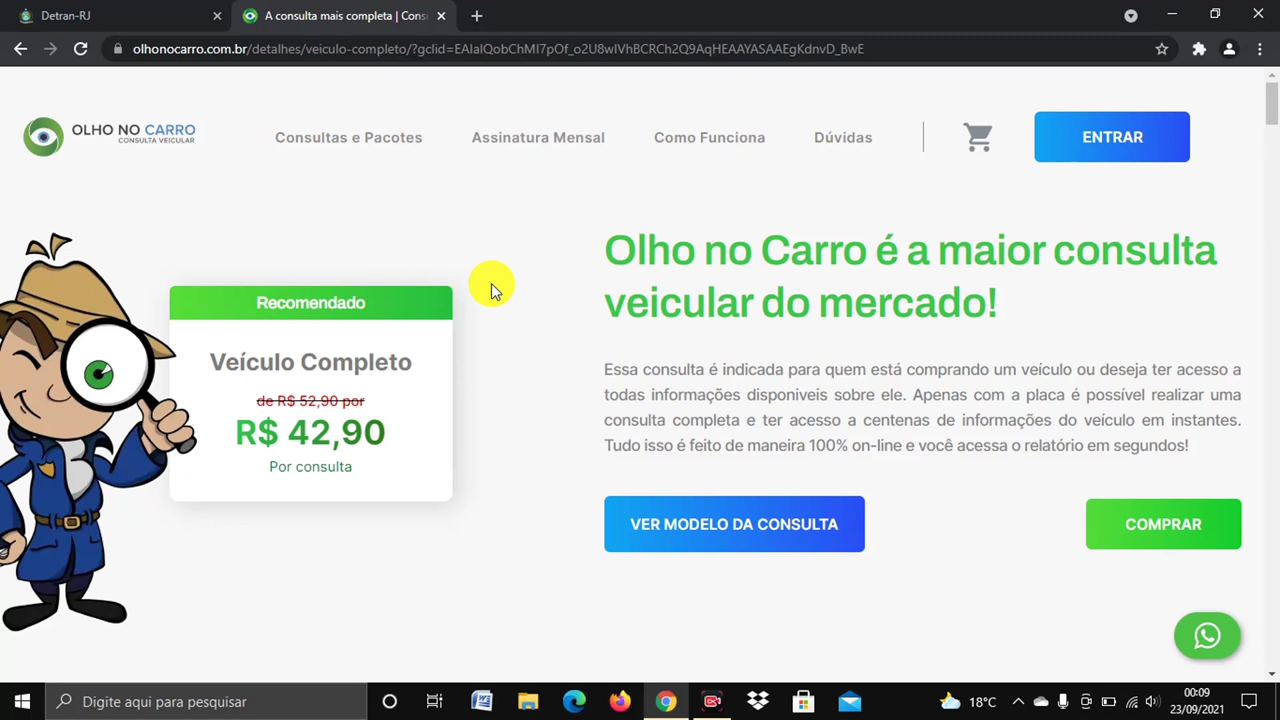 Detran-RJ
A consulta mais completa | Cons
olhonocarro.com.br/detalhes/veiculo-completo/?gclid=EAIaIQobChMI7pOf_o2U8wIVhBCRCh2Q9AqHEAAYASAAEgKdnvD_BwE
OLHO NO CARRO
CONSULTA VEICULAR
Consultas e Pacotes
Assinatura Mensal
Como Funciona
Dúvidas
ENTRAR
Recomendado
Veículo Completo
de R$ 52,90 por
R$ 42,90
Por consulta
Olho no Carro é a maior consulta
veicular do mercado!
Essa consulta é indicada para quem está comprando um veículo ou deseja ter acesso a
todas informações disponiveis sobre ele. Apenas com a placa é possível realizar uma
consulta completa e ter acesso a centenas de informações do veículo em instantes.
Tudo isso é feito de maneira 100% on-line e você acessa o relatório em segundos!
VER MODELO DA CONSULTA
COMPRAR
Digite aqui para pesquisar
18°C
00:09
23/09/2021